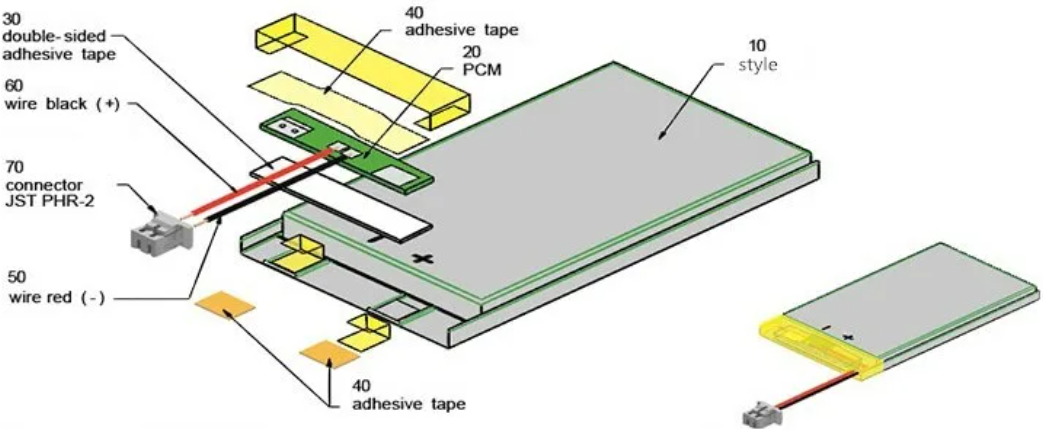 30
double-sided
adhesive tape
40
adhesive tape
20
PCM
10
style
60
wire black (+)
70
connector
JST PHR-2
50
wire red (-)
40
adhesive tape
+
- +